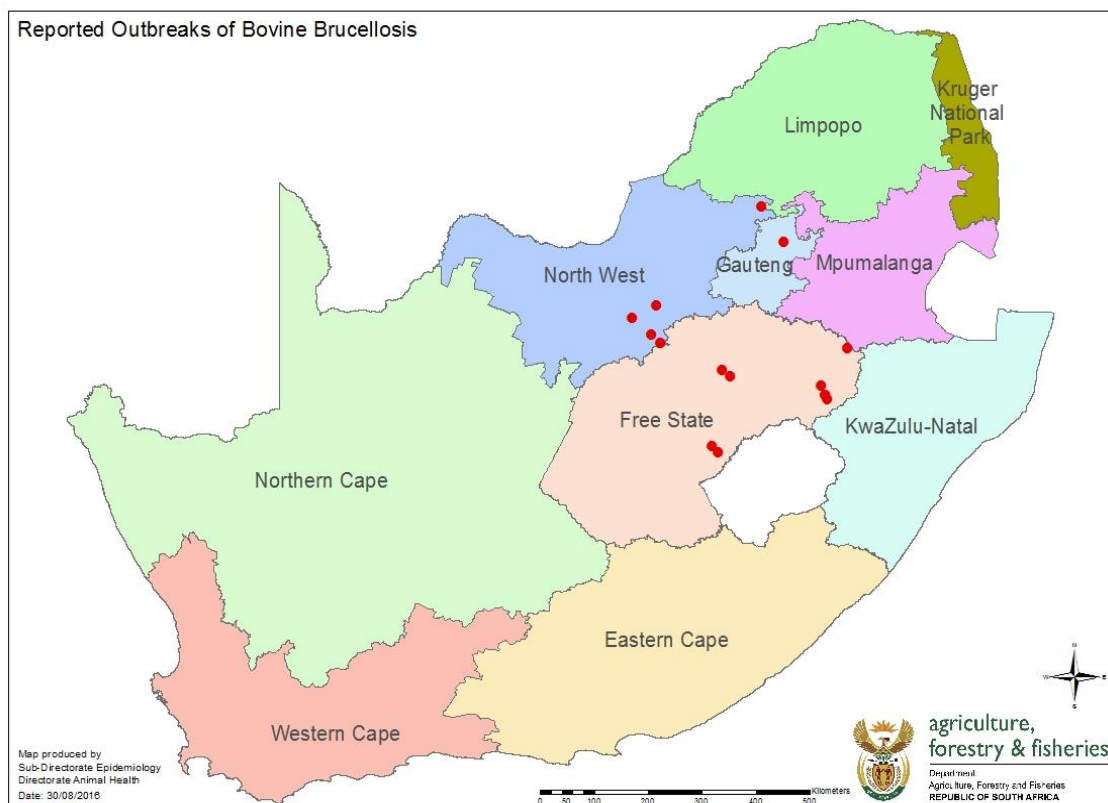 Reported Outbreaks of Bovine Brucellosis
Kruger
National
Park
Limpopo
North West
Gauteng
Mpumalanga
Free State
KwaZulu-Natal
Northern Cape
Eastern Cape
Western Cape
N
W
E
S
Map produced by
Sub-Directorate Epidemiology
Directorate Animal Health
Date: 30/08/2016
Kilometers
0 50 100 200 300 400 500
agriculture,
forestry & fisheries
Department:
Agriculture, Forestry and Fisheries
REPUBLIC OF SOUTH AFRICA